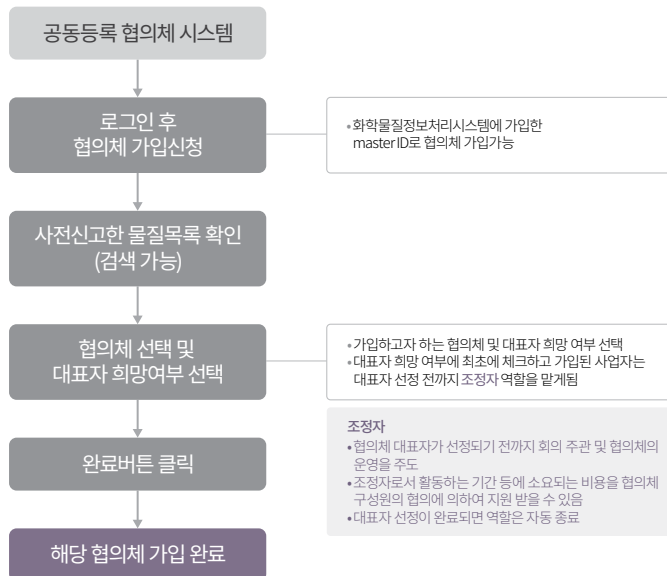 공동등록 협의체 시스템
로그인 후
협의체 가입신청
•화학물질정보처리시스템에 가입한
master ID로 협의체 가입가능
사전신고한 물질목록 확인
(검색 가능)
협의체 선택 및
대표자 희망여부 선택
•가입하고자 하는 협의체 및 대표자 희망 여부 선택
•대표자 희망 여부에 최초에 체크하고 가입된 사업자는
대표자 선정 전까지 조정자 역할을 맡게됨
조정자
•협의체 대표자가 선정되기 전까지 회의 주관 및 협의체의
운영을 주도
•조정자로서 활동하는 기간 등에 소요되는 비용을 협의체
구성원의 협의에 의하여 지원 받을 수 있음
•대표자 선정이 완료되면 역할은 자동 종료
완료버튼 클릭
해당 협의체 가입 완료